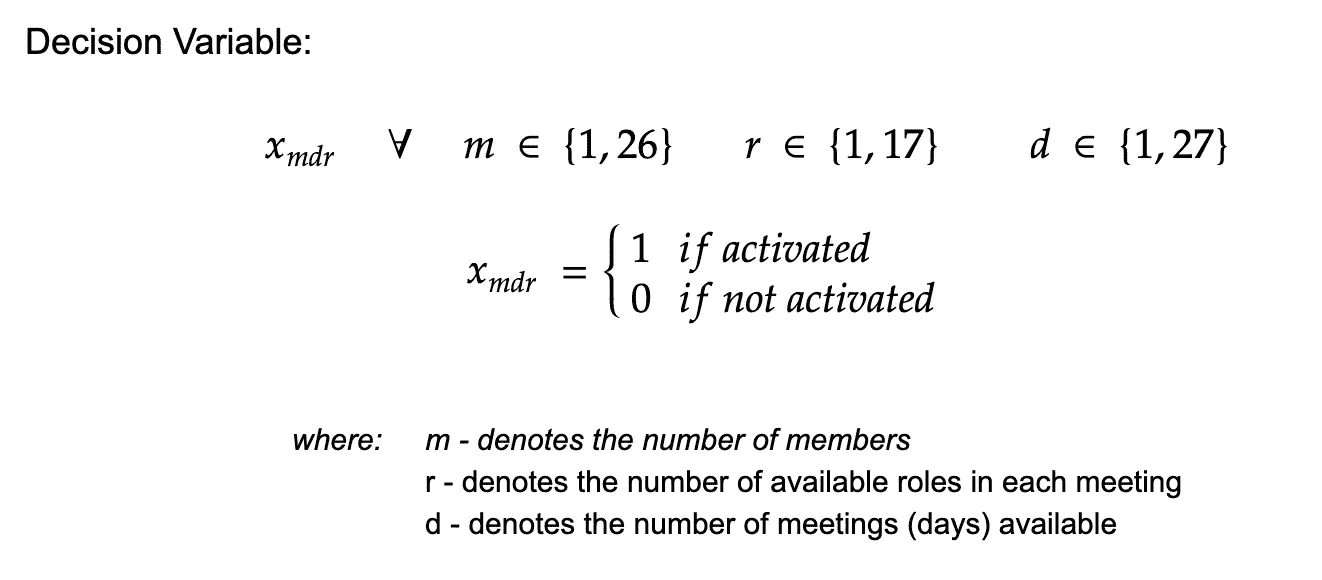 Decision Variable:
x_mdr ∀ m ∈ {1, 26} r ∈ {1, 17} d ∈ {1, 27}
x_mdr = { 1 if activated
0 if not activated
where: m - denotes the number of members
r - denotes the number of available roles in each meeting
d - denotes the number of meetings (days) available